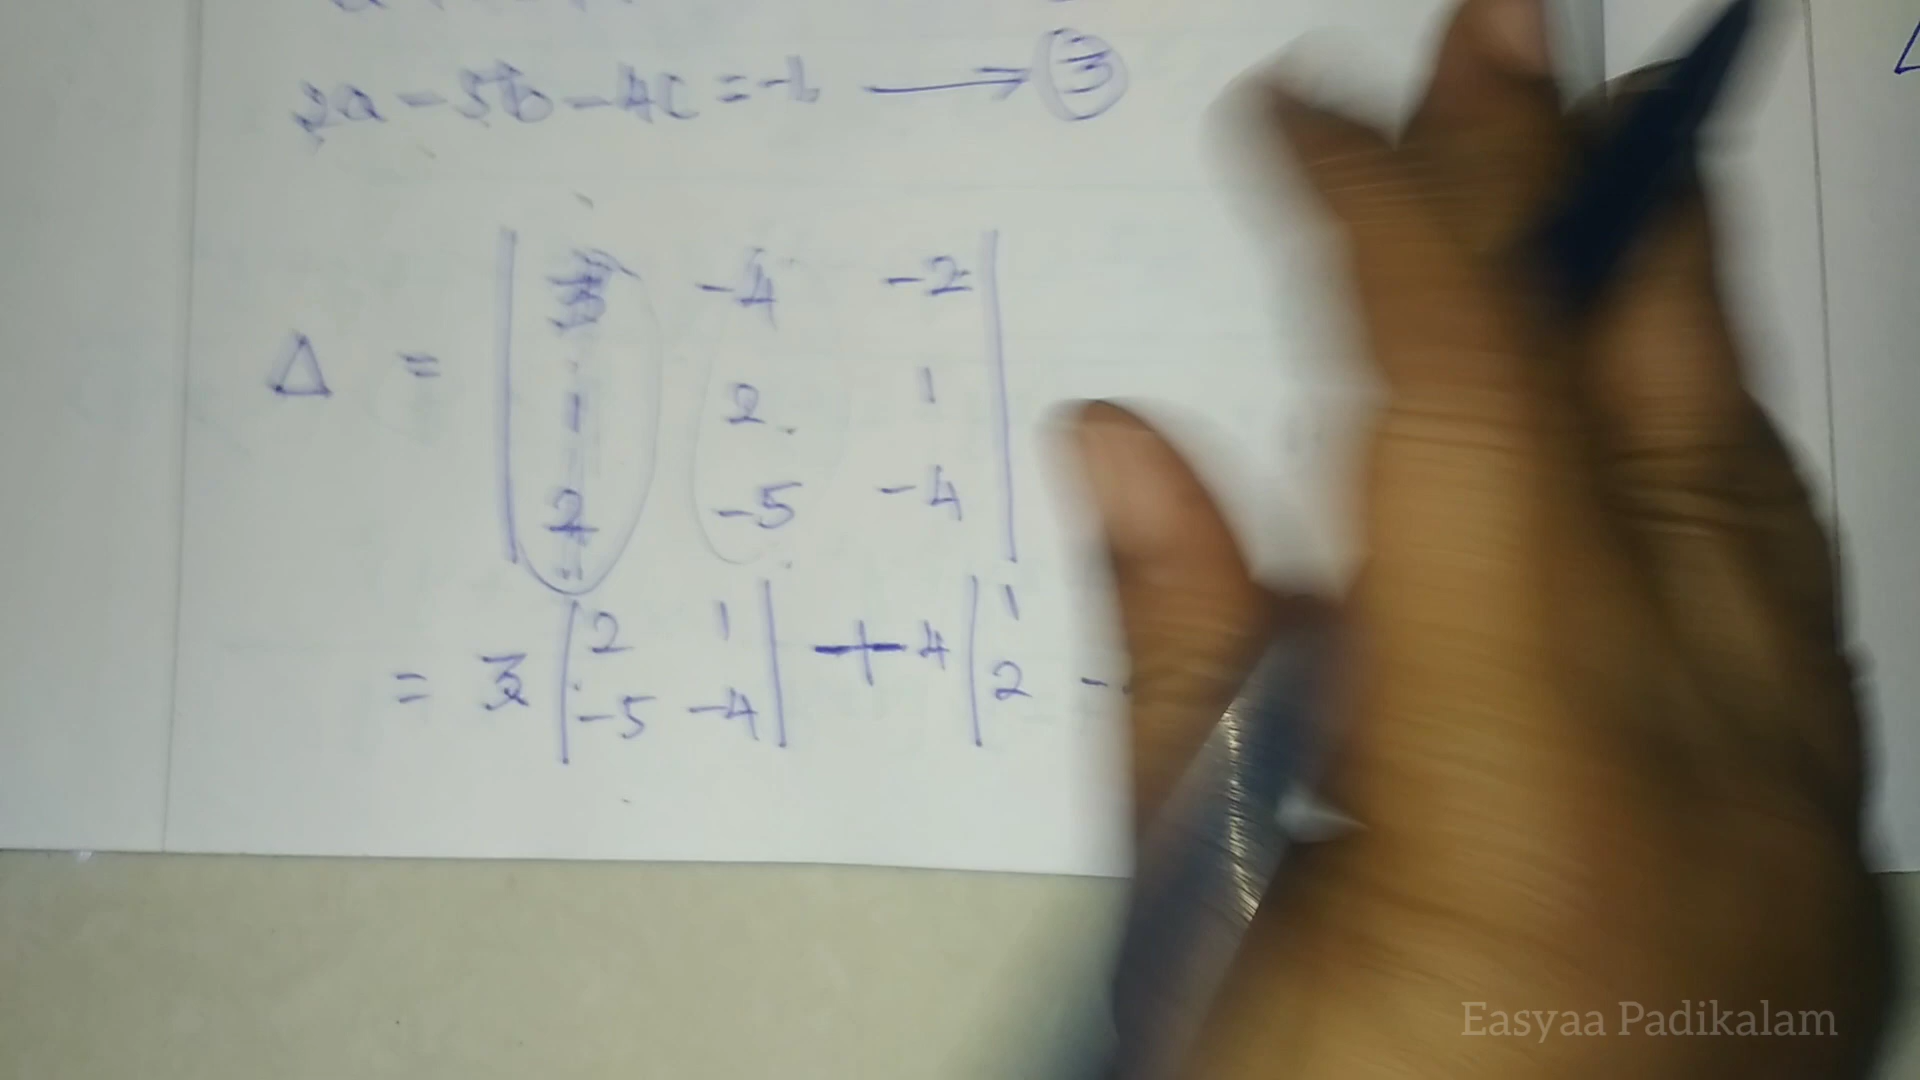 2a - 5b - 4c = -1 → ③
Δ = | 3 -4 -2 |
| 1 2 1 |
| 2 -5 -4 |
= 3 | 2 1 | + 4 | 1
| -5 -4 | | 2 -
Easyaa Padikalam